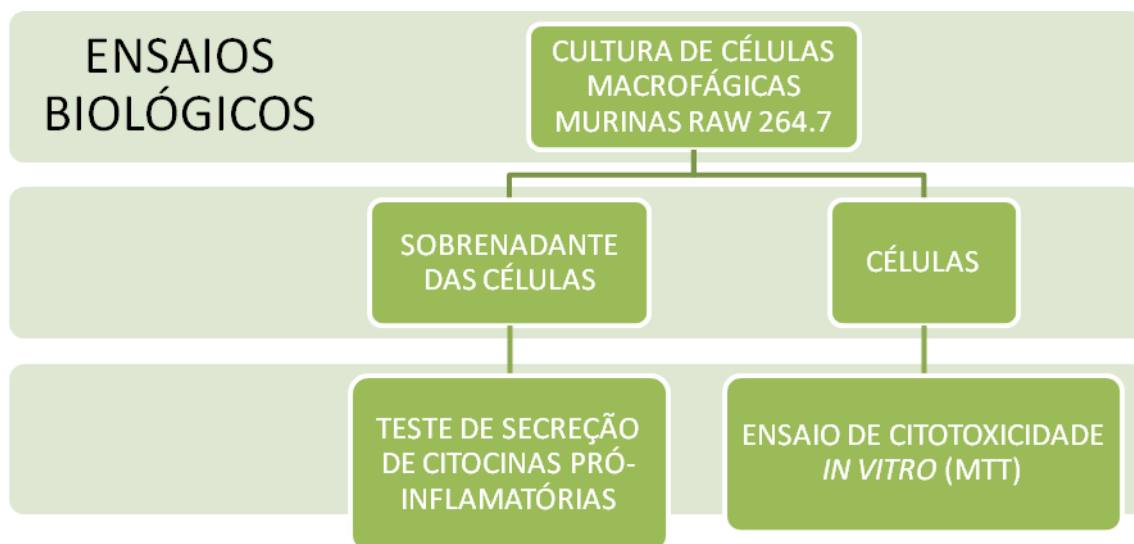 ENSAIOS
BIOLÓGICOS
CULTURA DE CÉLULAS
MACROFÁGICAS
MURINAS RAW 264.7
SOBRENADANTE
DAS CÉLULAS
CÉLULAS
TESTE DE SECREÇÃO
DE CITOCINAS PRÓ-
INFLAMATÓRIAS
ENSAIO DE CITOTOXICIDADE
IN VITRO (MTT)